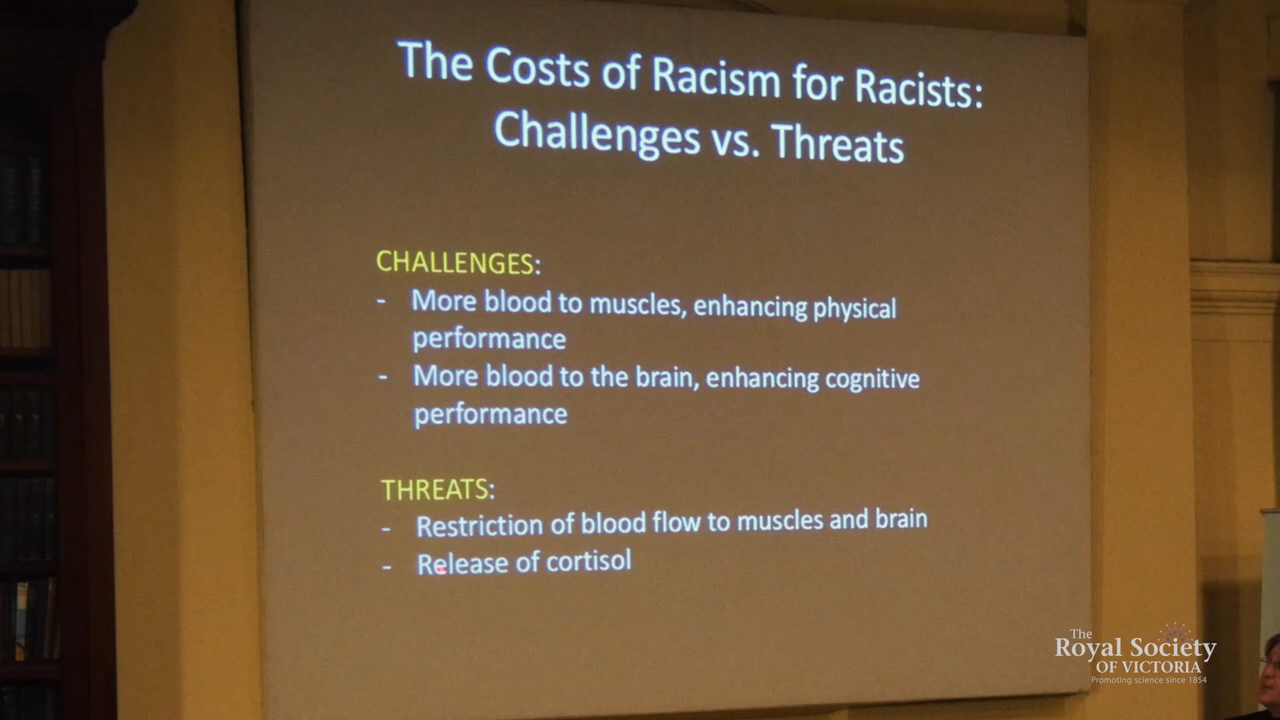 The Costs of Racism for Racists:
Challenges vs. Threats
CHALLENGES:
- More blood to muscles, enhancing physical
performance
- More blood to the brain, enhancing cognitive
performance
THREATS:
- Restriction of blood flow to muscles and brain
- Release of cortisol
The
Royal Society
OF VICTORIA
Promoting science since 1854